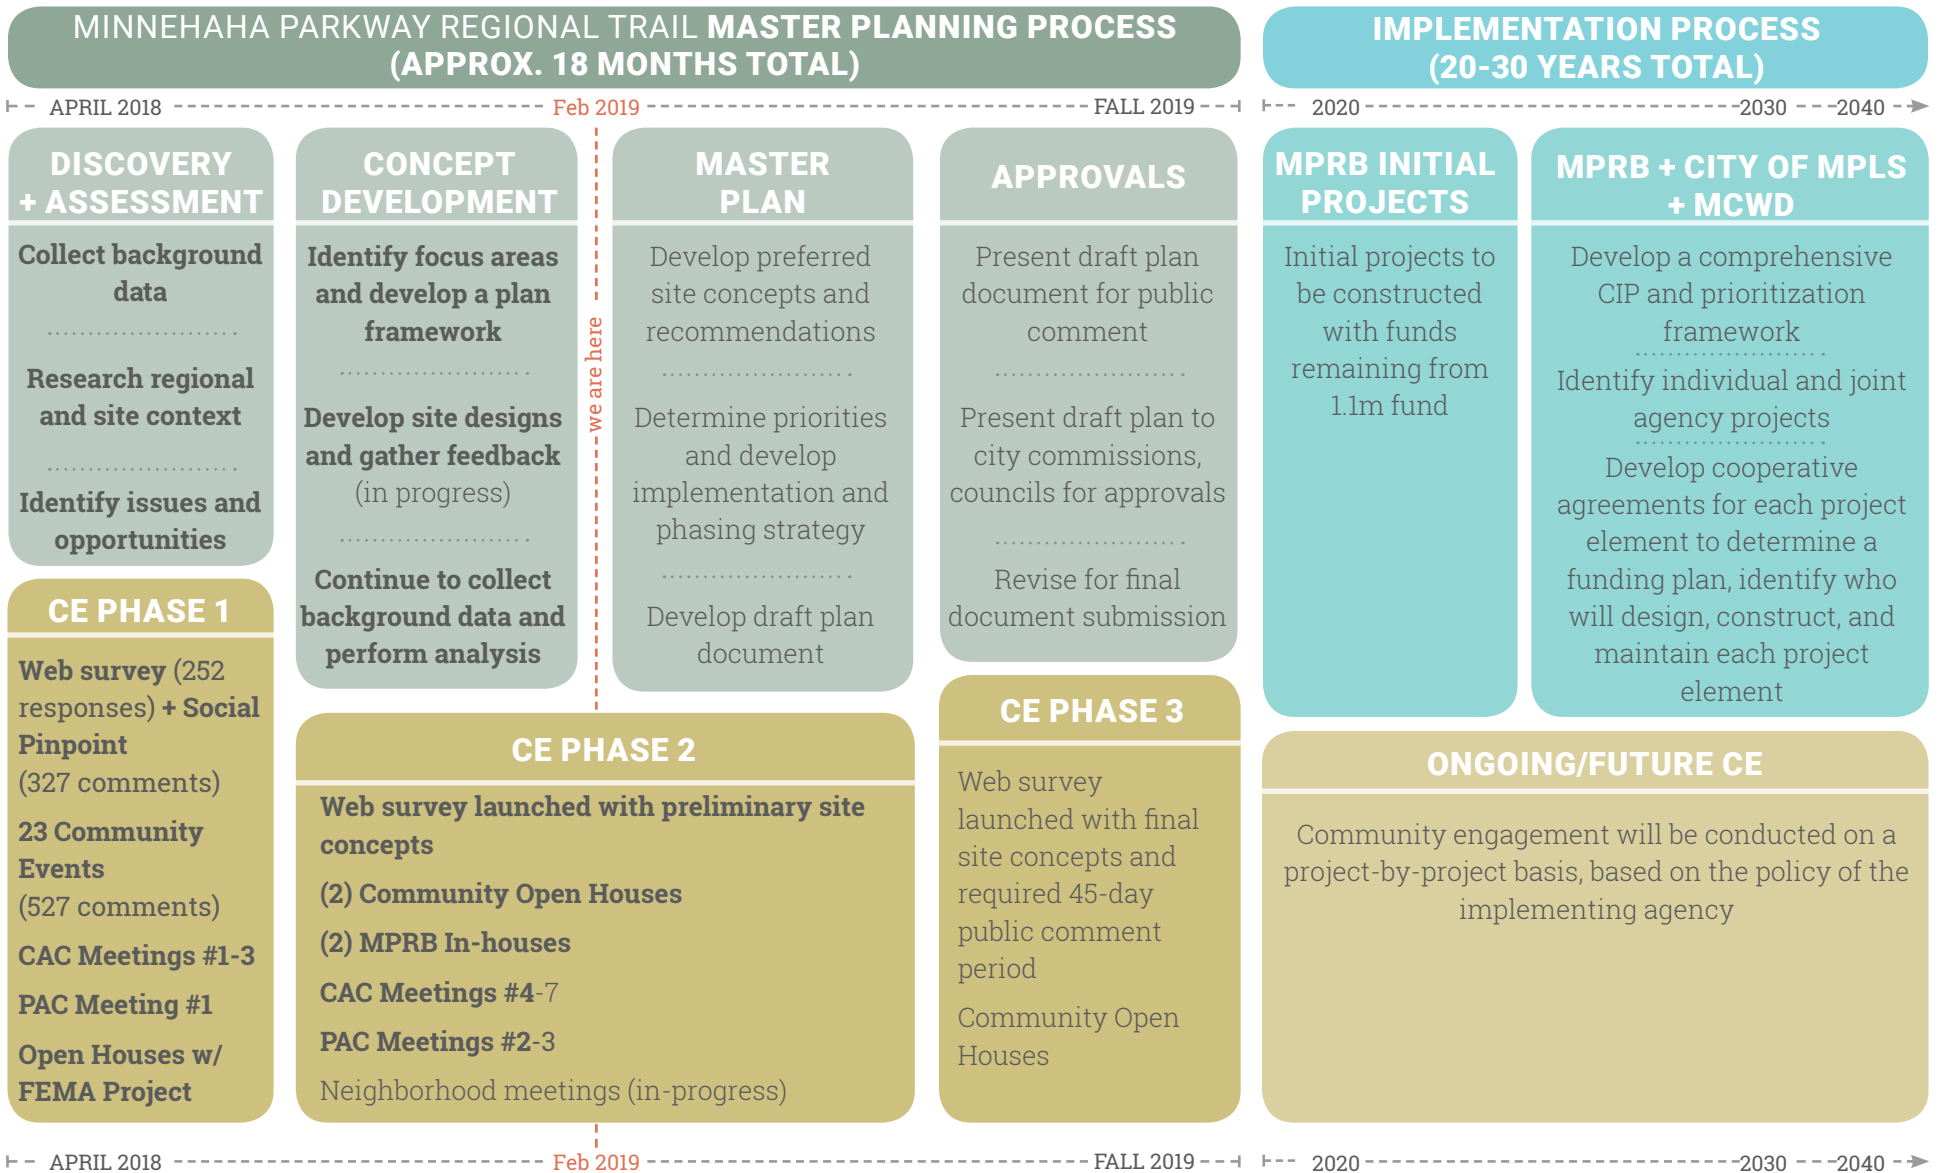 MINNEHAHA PARKWAY REGIONAL TRAIL MASTER PLANNING PROCESS
(APPROX. 18 MONTHS TOTAL)
IMPLEMENTATION PROCESS
(20-30 YEARS TOTAL)
APRIL 2018
Feb 2019
FALL 2019
2020
2030
2040
DISCOVERY
+ ASSESSMENT
Collect background
data
Research regional
and site context
Identify issues and
opportunities
CONCEPT
DEVELOPMENT
Identify focus areas
and develop a plan
framework
Develop site designs
and gather feedback
(in progress)
Continue to collect
background data and
perform analysis
we are here
MASTER
PLAN
Develop preferred
site concepts and
recommendations
Determine priorities
and develop
implementation and
phasing strategy
Develop draft plan
document
APPROVALS
Present draft plan
document for public
comment
Present draft plan to
city commissions,
councils for approvals
Revise for final
document submission
MPRB INITIAL
PROJECTS
Initial projects to
be constructed
with funds
remaining from
1.1m fund
MPRB + CITY OF MPLS
+ MCWD
Develop a comprehensive
CIP and prioritization
framework
Identify individual and joint
agency projects
Develop cooperative
agreements for each project
element to determine a
funding plan, identify who
will design, construct, and
maintain each project
element
CE PHASE 1
Web survey (252
responses) + Social
Pinpoint
(327 comments)
23 Community
Events
(527 comments)
CAC Meetings #1-3
PAC Meeting #1
Open Houses w/
FEMA Project
CE PHASE 2
Web survey launched with preliminary site
concepts
(2) Community Open Houses
(2) MPRB In-houses
CAC Meetings #4-7
PAC Meetings #2-3
Neighborhood meetings (in-progress)
CE PHASE 3
Web survey
launched with final
site concepts and
required 45-day
public comment
period
Community Open
Houses
ONGOING/FUTURE CE
Community engagement will be conducted on a
project-by-project basis, based on the policy of the
implementing agency
APRIL 2018
Feb 2019
FALL 2019
2020
2030
2040